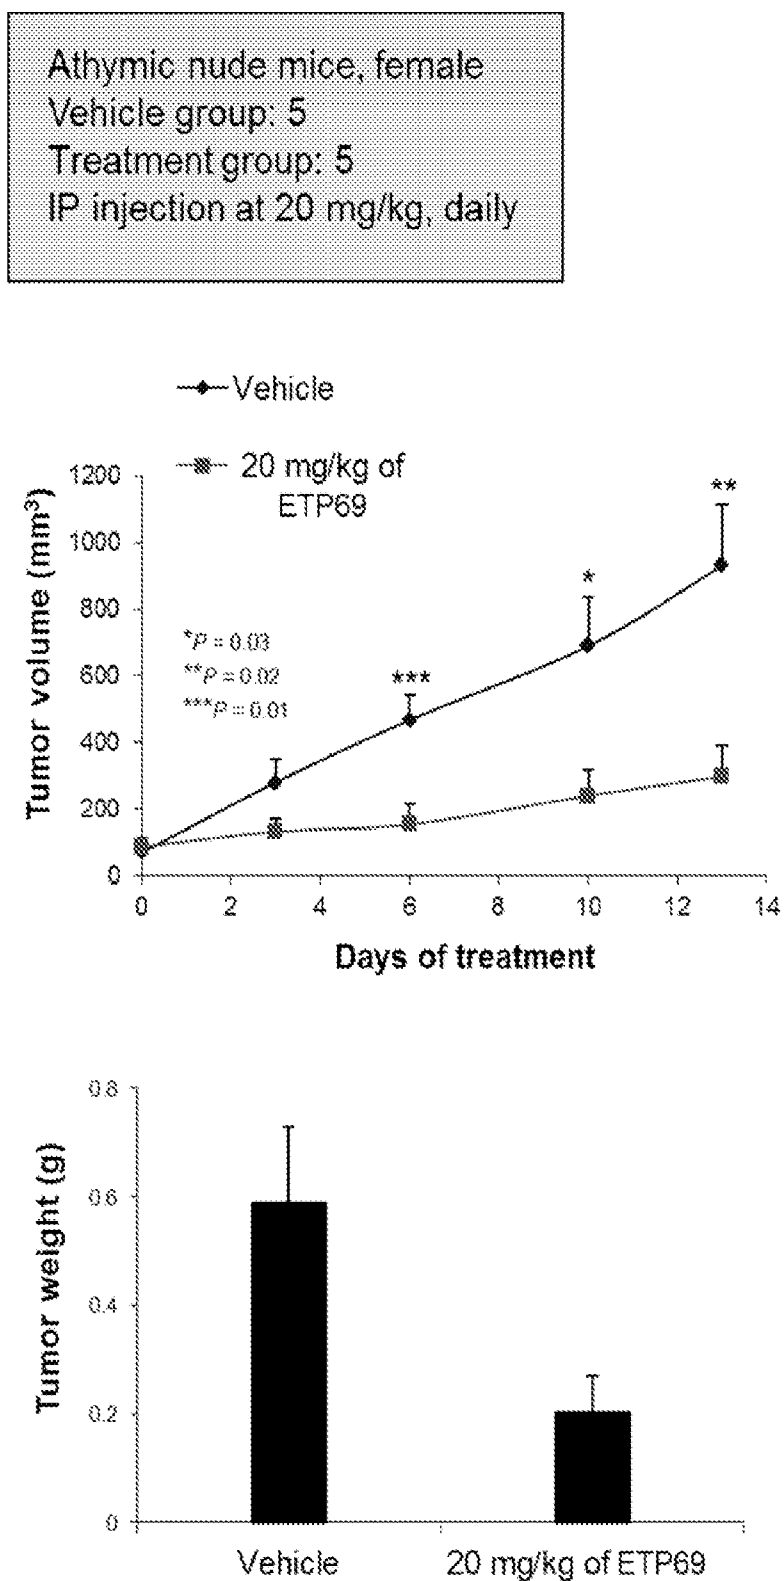 Athymic nude mice, female
Vehicle group: 5
Treatment group: 5
IP injection at 20 mg/kg, daily
Vehicle
20 mg/kg of
ETP69
Tumor volume (mm³)
1200
1000
800
600
400
200
0
**
*
***
*P = 0.03
**P = 0.02
***P = 0.01
0 2 4 6 8 10 12 14
Days of treatment
Tumor weight (g)
0.8
0.6
0.4
0.2
0
Vehicle 20 mg/kg of ETP69